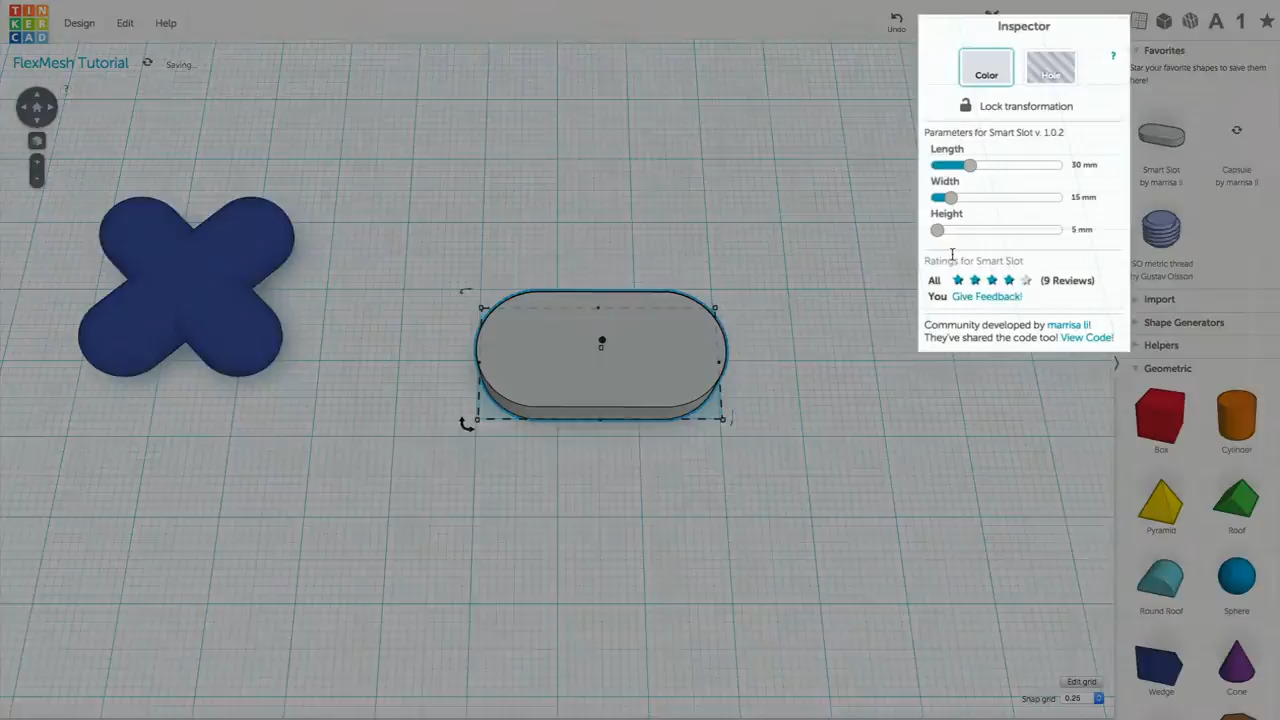 TIN
KER
CAD
Design
Edit
Help
Undo
FlexMesh Tutorial
Saving...
?
Inspector
Color
Hole
?
Lock transformation
Parameters for Smart Slot v. 1.0.2
Length
30 mm
Width
15 mm
Height
5 mm
Ratings for Smart Slot
All
(9 Reviews)
You Give Feedback!
Community developed by marrisa li!
They've shared the code too! View Code!
A
1
Favorites
Star your favorite shapes to save them
here!
Smart Slot
by marrisa li
Capsule
by marrisa li
ISO metric thread
by Gustav Olsson
Import
Shape Generators
Helpers
Geometric
Box
Cylinder
Pyramid
Roof
Round Roof
Sphere
Wedge
Cone
Edit grid
Snap grid 0.25